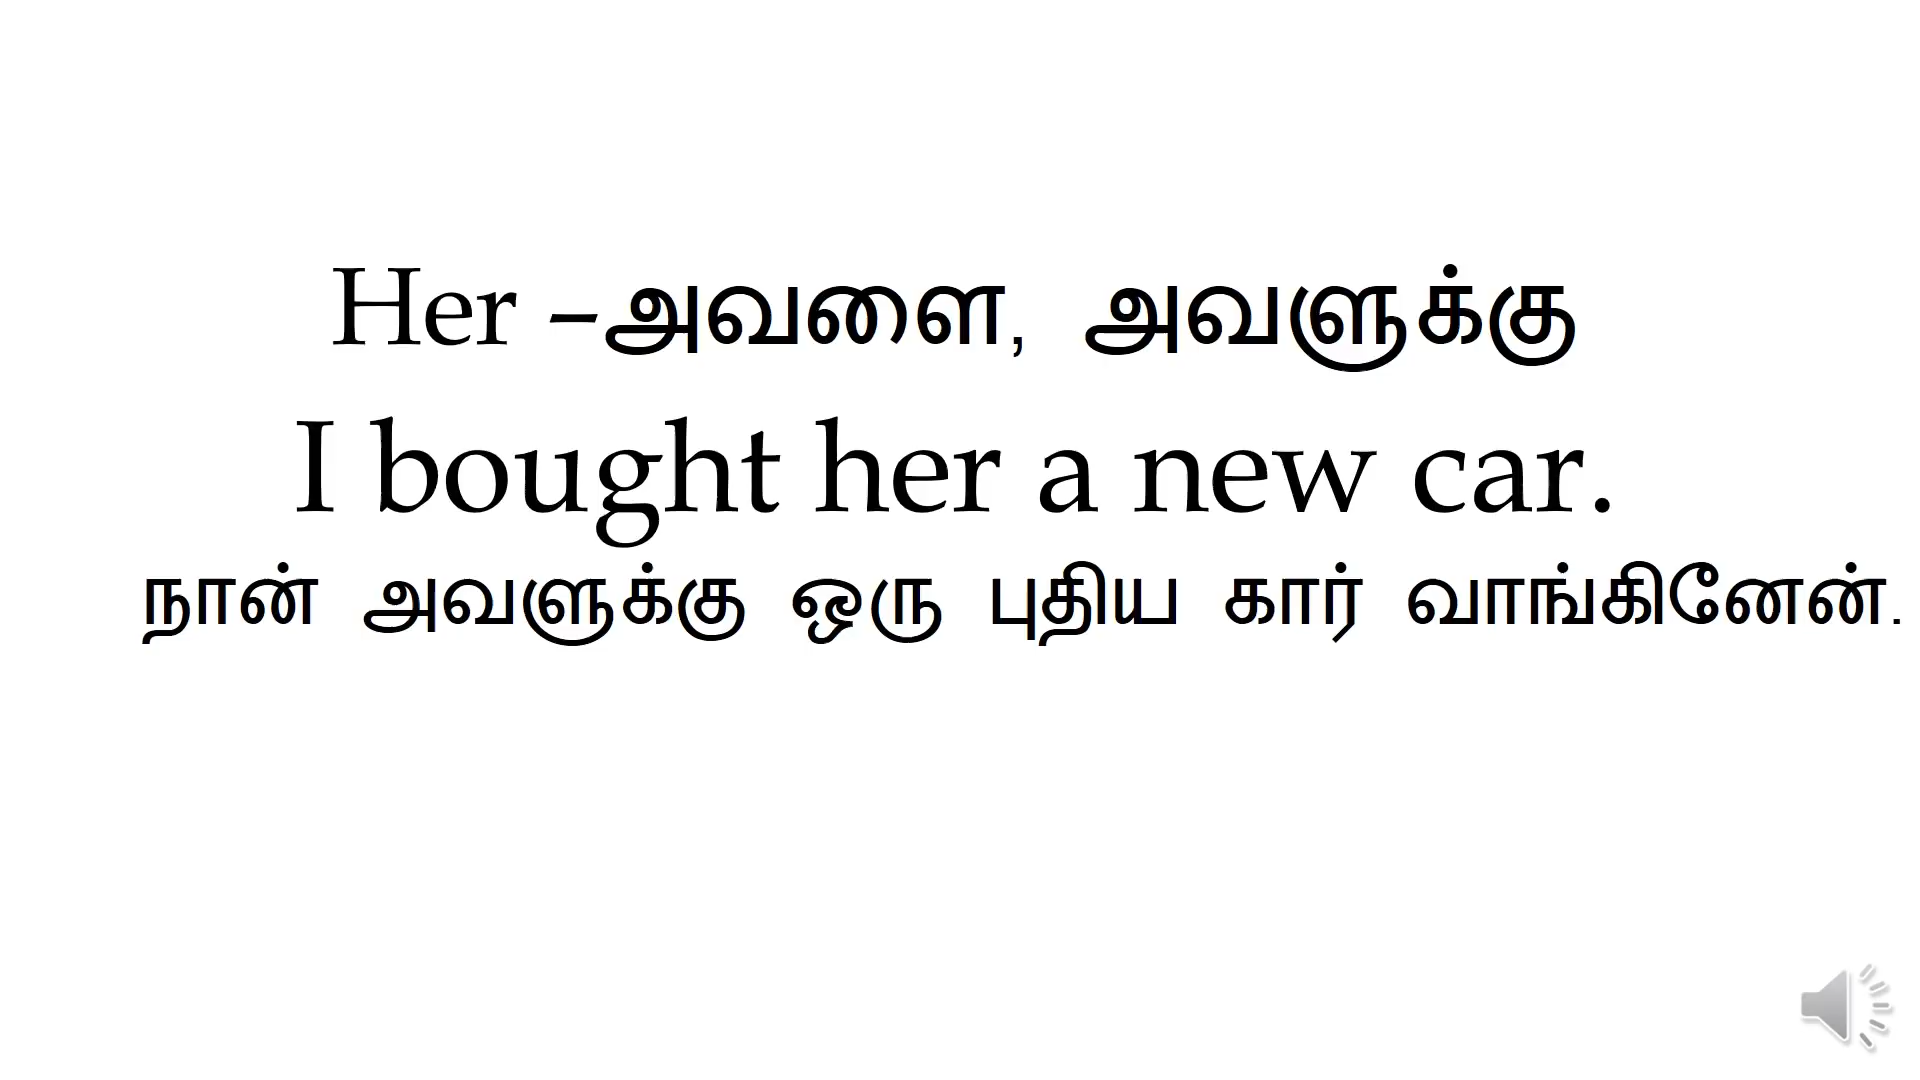 Her –அவளை, அவளுக்கு
I bought her a new car.
நான் அவளுக்கு ஒரு புதிய கார் வாங்கினேன்.